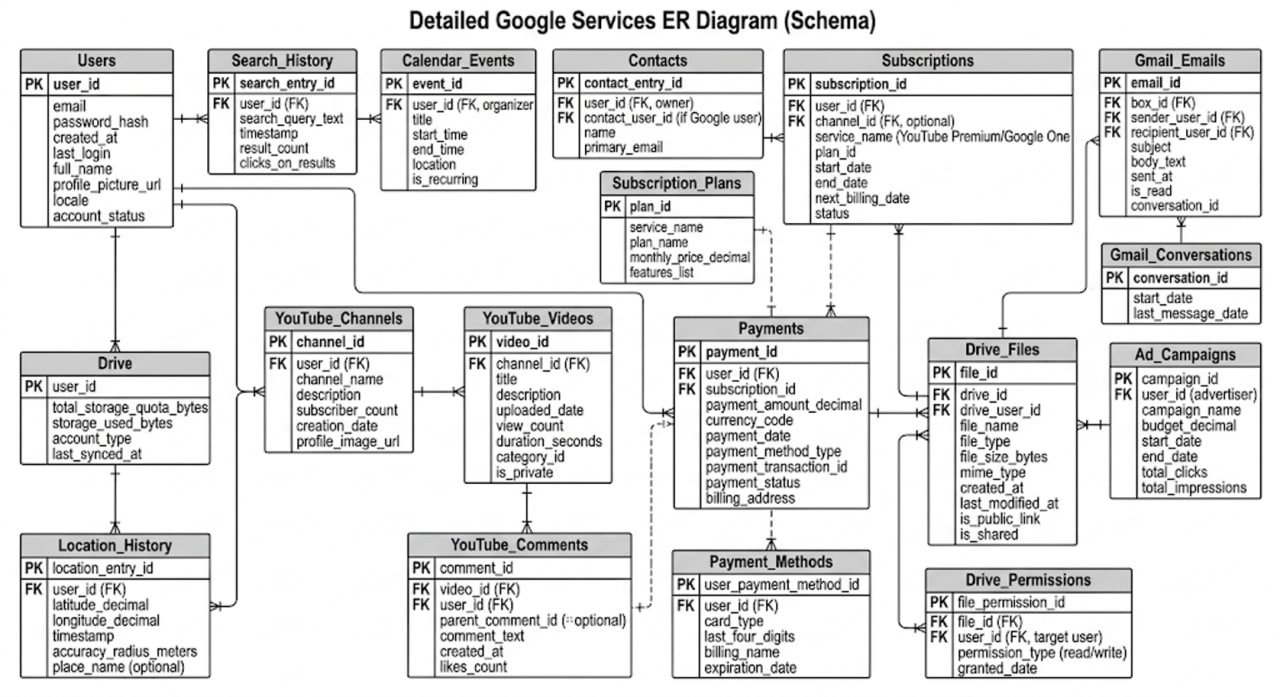 Detailed Google Services ER Diagram (Schema)
Users
PK user_id
email
password_hash
created_at
last_login
full_name
profile_picture_url
locale
account_status
Search_History
PK search_entry_id
FK user_id (FK)
search_query_text
timestamp
result_count
clicks_on_results
Calendar_Events
PK event_id
FK user_id (FK, organizer
title
start_time
end_time
location
is_recurring
Contacts
PK contact_entry_id
FK user_id (FK, owner)
FK contact_user_id (if Google user)
name
primary_email
Subscriptions
PK subscription_id
FK user_id (FK)
FK channel_id (FK, optional)
service_name (YouTube Premium/Google One
plan_id
start_date
end_date
next_billing_date
status
Gmail_Emails
PK email_id
FK box_id (FK)
FK sender_user_id (FK)
FK recipient_user_id (FK)
subject
body_text
sent_at
is_read
conversation_id
Subscription_Plans
PK plan_id
service_name
plan_name
monthly_price_decimal
features_list
Gmail_Conversations
PK conversation_id
start_date
last_message_date
Drive
PK user_id
total_storage_quota_bytes
storage_used_bytes
account_type
last_synced_at
YouTube_Channels
PK channel_id
FK user_id (FK)
channel_name
description
subscriber_count
creation_date
profile_image_url
YouTube_Videos
PK video_id
FK channel_id (FK)
title
description
uploaded_date
view_count
duration_seconds
category_id
is_private
Payments
PK payment_id
FK user_id (FK)
FK subscription_id
payment_amount_decimal
currency_code
payment_date
payment_method_type
payment_transaction_id
payment_status
billing_address
Drive_Files
PK file_id
FK drive_id
FK drive_user_id
file_name
file_type
file_size_bytes
mime_type
created_at
last_modified_at
is_public_link
is_shared
Ad_Campaigns
PK campaign_id
FK user_id (advertiser)
campaign_name
budget_decimal
start_date
end_date
total_clicks
total_impressions
Location_History
PK location_entry_id
FK user_id (FK)
latitude_decimal
longitude_decimal
timestamp
accuracy_radius_meters
place_name (optional)
YouTube_Comments
PK comment_id
FK video_id (FK)
FK user_id (FK)
parent_comment_id (::optional)
comment_text
created_at
likes_count
Payment_Methods
PK user_payment_method_id
FK user_id (FK)
card_type
last_four_digits
billing_name
expiration_date
Drive_Permissions
PK file_permission_id
FK file_id (FK)
FK user_id (FK, target user)
permission_type (read/write)
granted_date